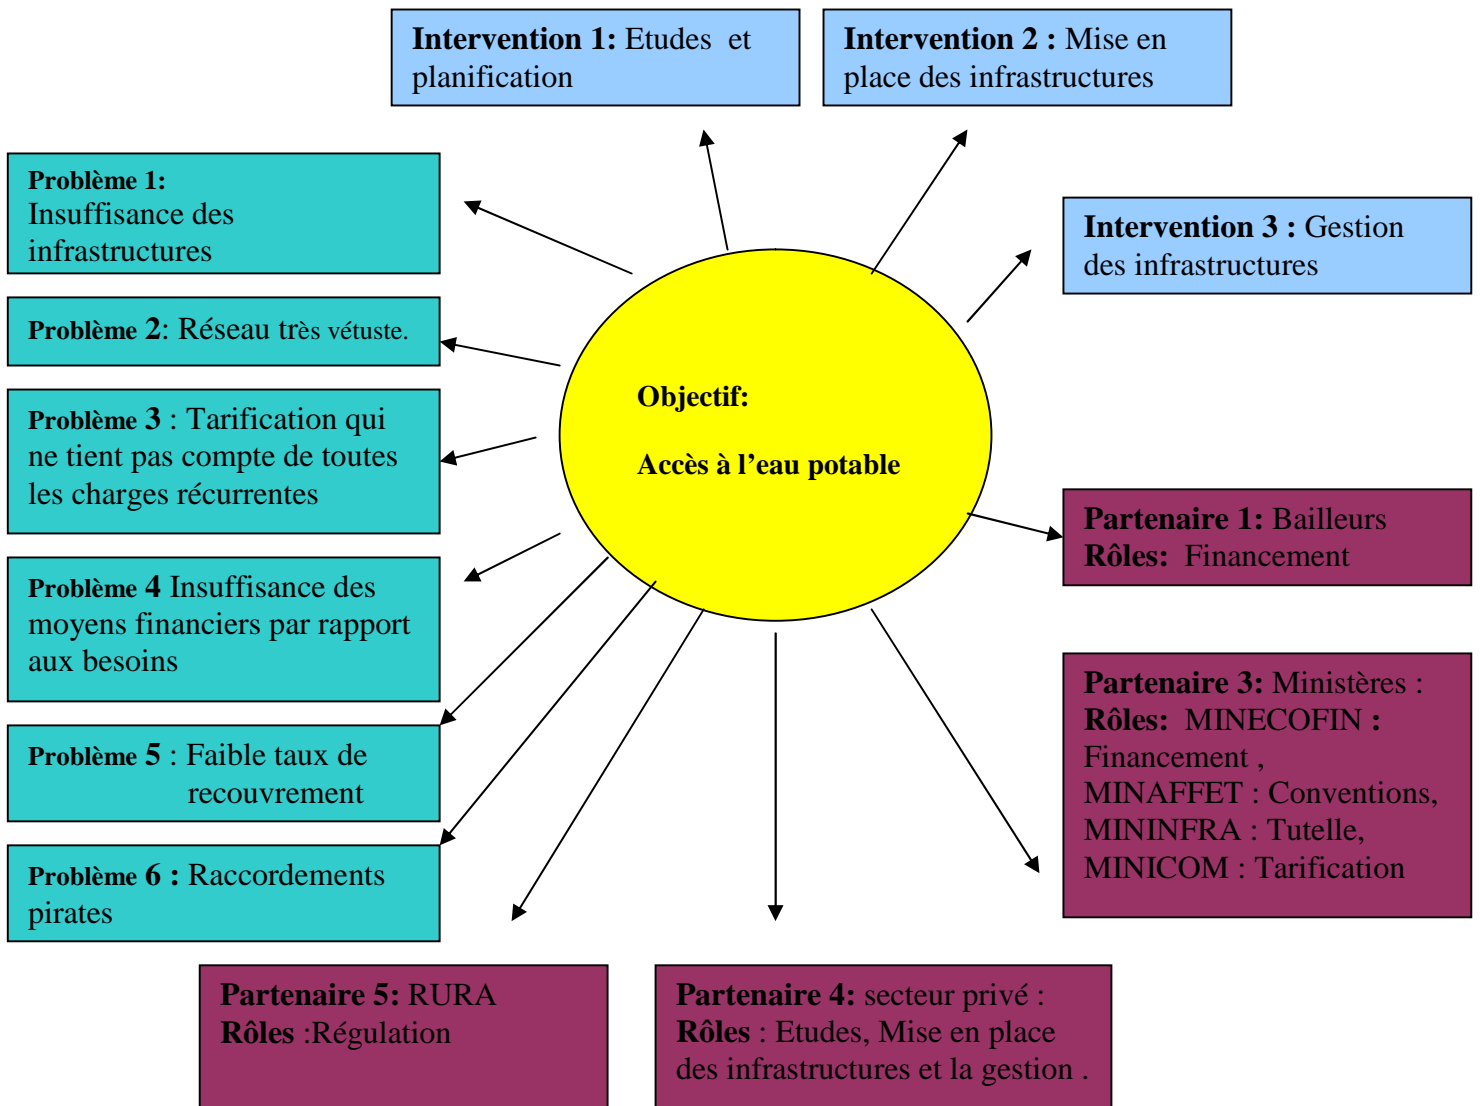 Intervention 1: Etudes  et
planification
Intervention 2 : Mise en
place des infrastructures
Problème 1:
Insuffisance des
infrastructures
Intervention 3 : Gestion
des infrastructures
Problème 2: Réseau très vétuste.
Objectif:
Accès à l’eau potable
Problème 3 : Tarification qui
ne tient pas compte de toutes
les charges récurrentes
Partenaire 1: Bailleurs
Rôles:  Financement
Problème 4 Insuffisance des
moyens financiers par rapport
aux besoins
Partenaire 3: Ministères :
Rôles:  MINECOFIN :
Financement ,
MINAFFET : Conventions,
MININFRA : Tutelle,
MINICOM : Tarification
Problème 5 : Faible taux de
recouvrement
Problème 6 : Raccordements
pirates
Partenaire 5: RURA
Rôles :Régulation
Partenaire 4: secteur privé :
Rôles : Etudes, Mise en place
des infrastructures et la gestion .